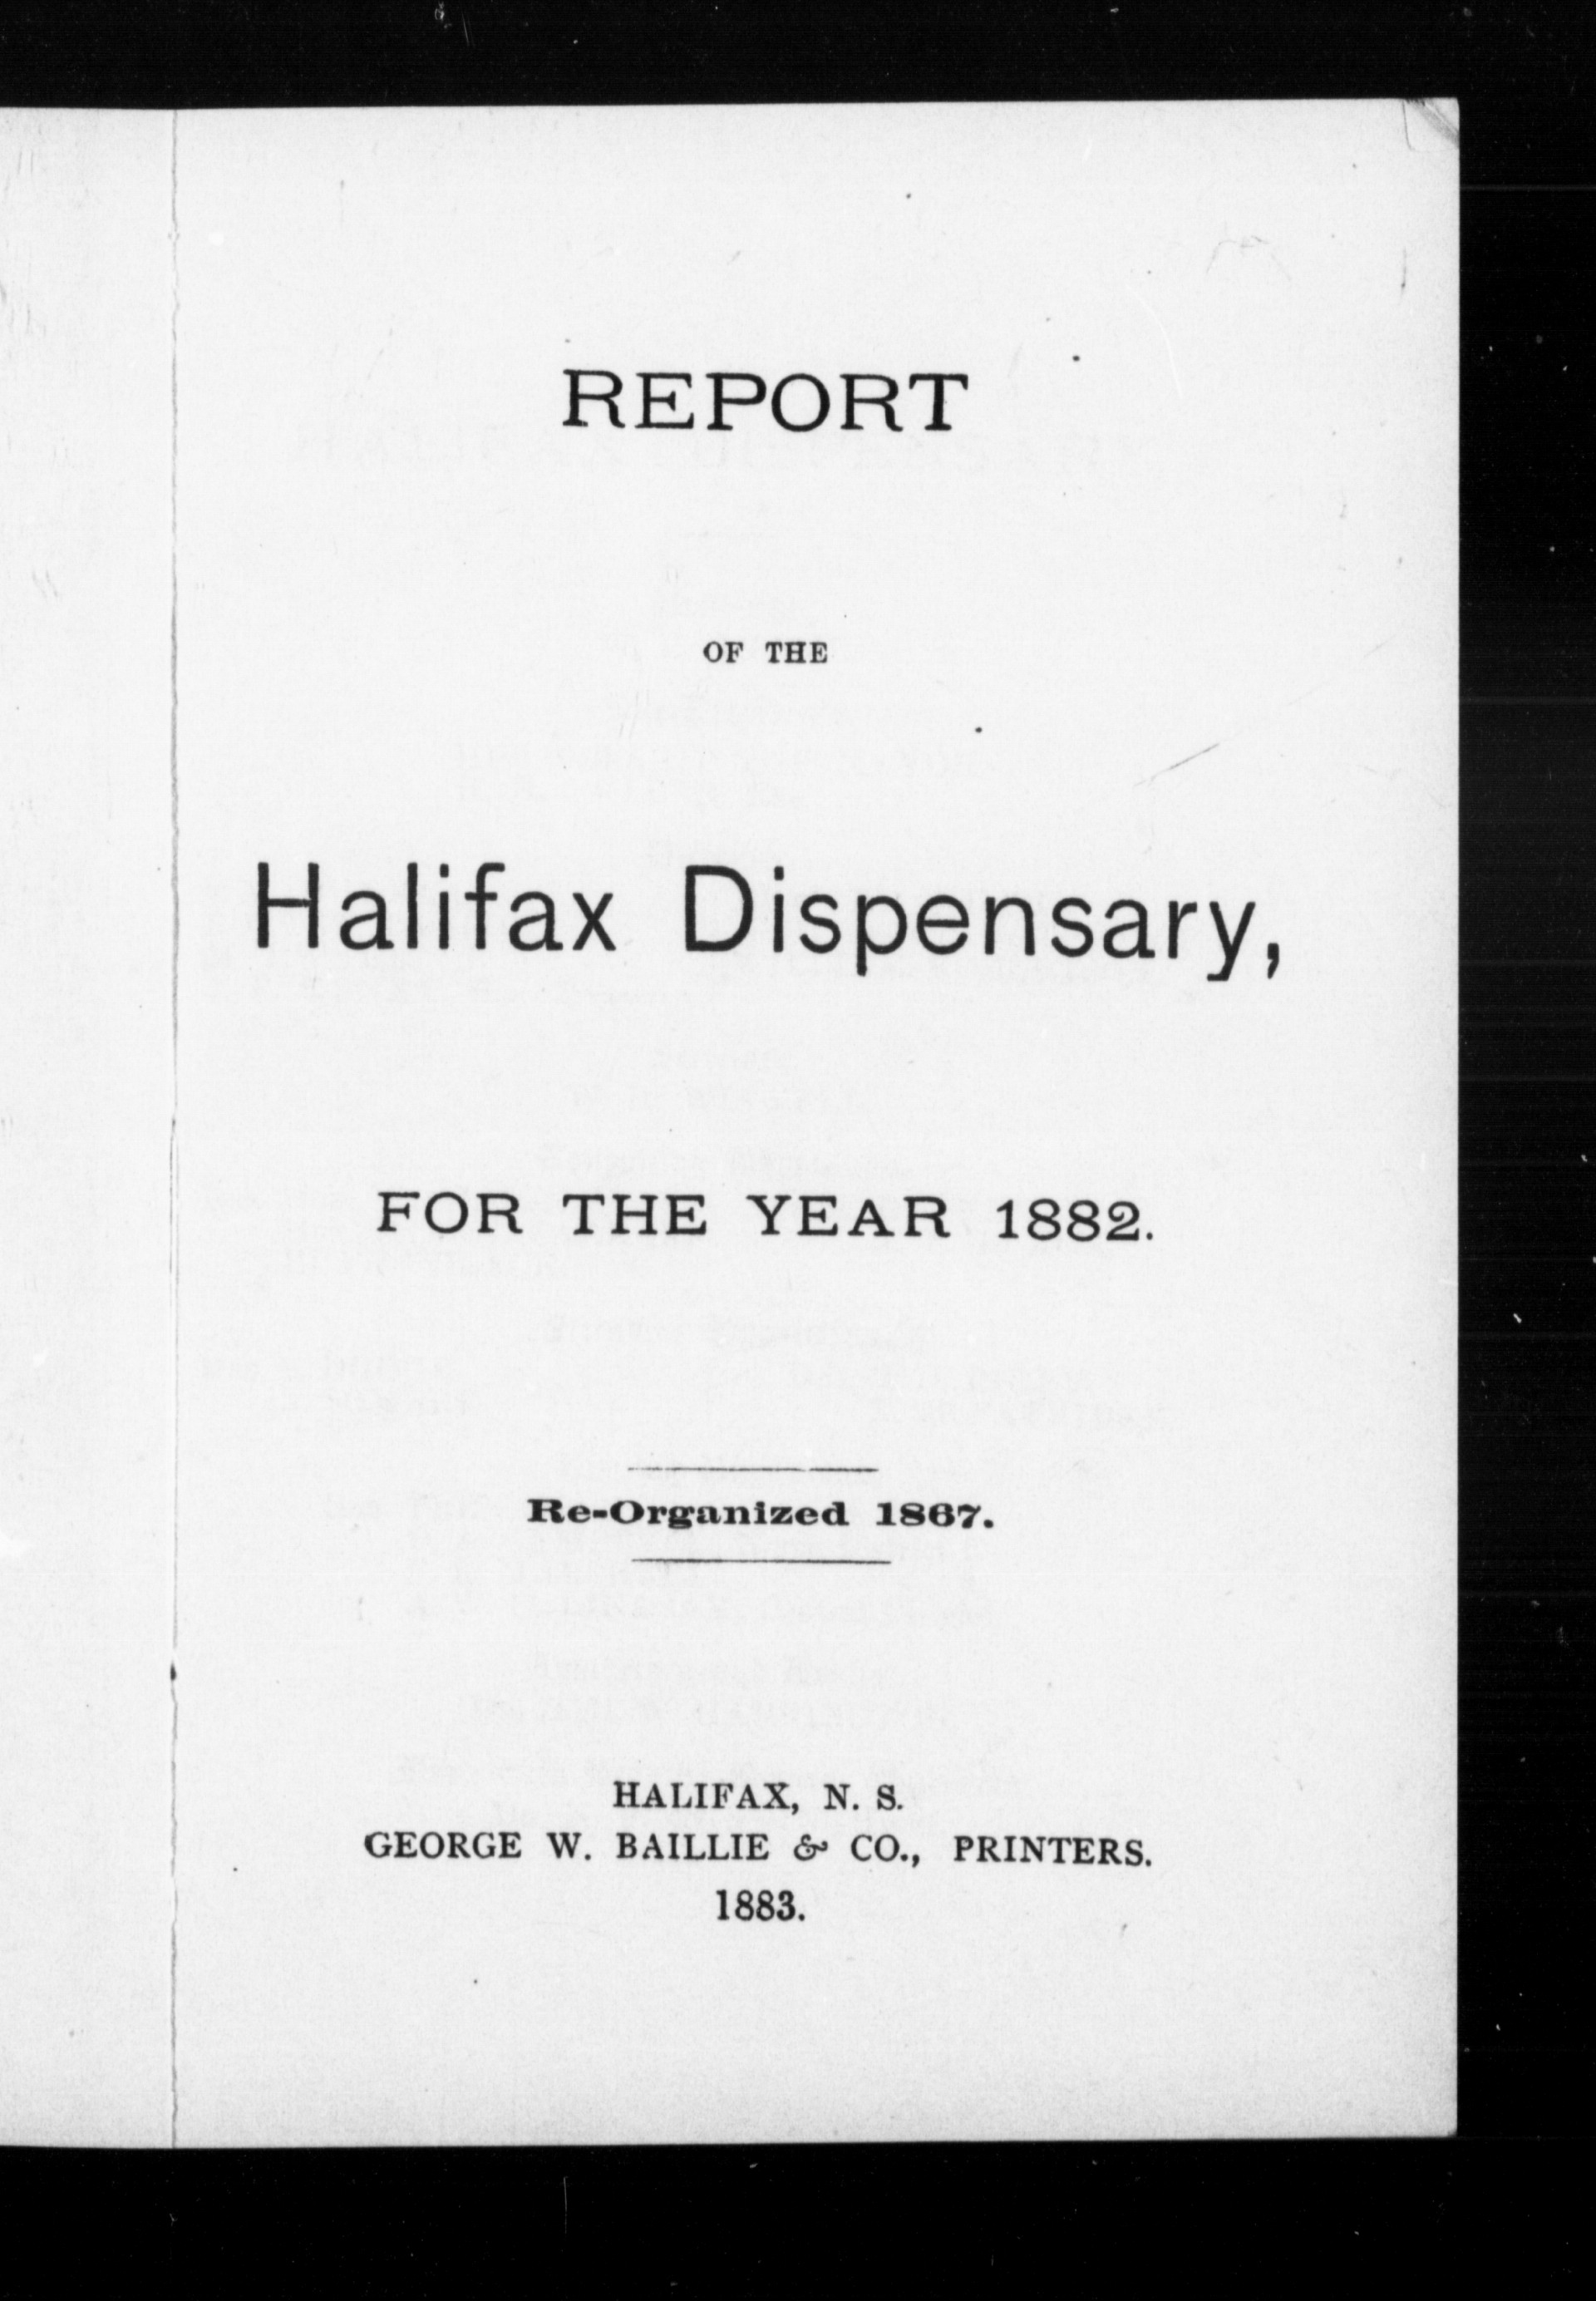 REPORT
OF THE
Halifax Dispensary,
FOR THE YEAR 1882.
Re-Organized 1867.
HALIFAX, N. S.
GEORGE W. BAILLIE & CO., PRINTERS.
1883.